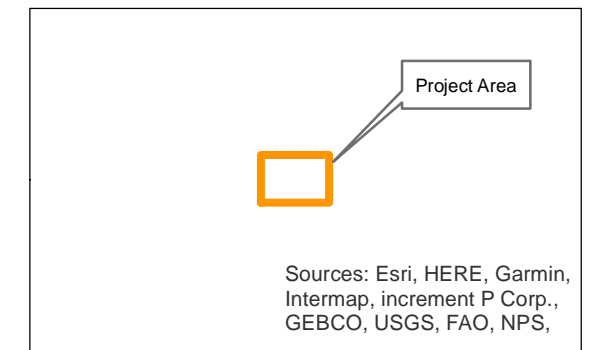 Project Area
Sources: Esri, HERE, Garmin,
Intermap, increment P Corp.,
GEBCO, USGS, FAO, NPS,